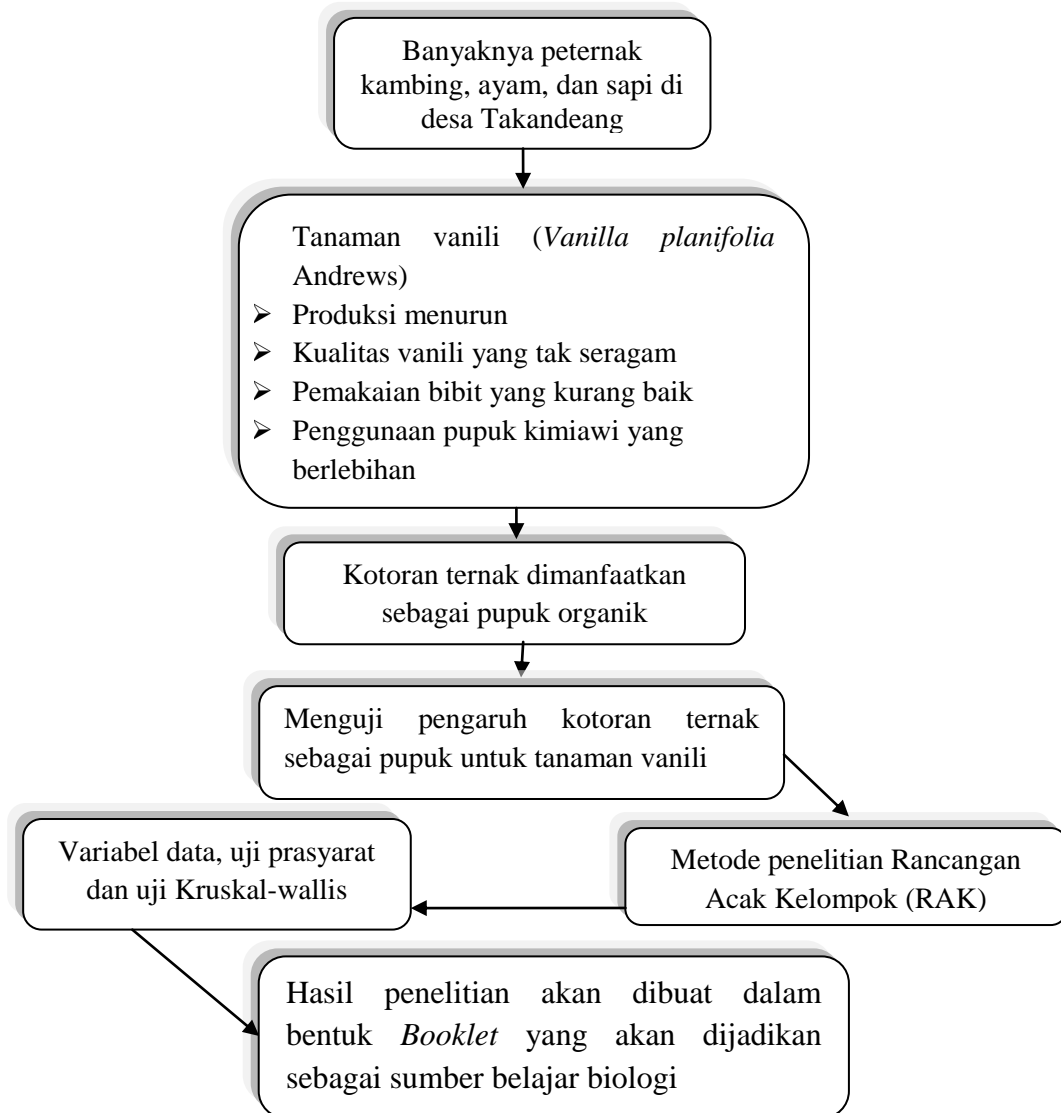 Banyaknya peternak
kambing, ayam, dan sapi di
desa Takandeang
Tanaman vanili (Vanilla planifolia
Andrews)
➢ Produksi menurun
➢ Kualitas vanili yang tak seragam
➢ Pemakaian bibit yang kurang baik
➢ Penggunaan pupuk kimiawi yang
berlebihan
Kotoran ternak dimanfaatkan
sebagai pupuk organik
Menguji pengaruh kotoran ternak
sebagai pupuk untuk tanaman vanili
Metode penelitian Rancangan
Acak Kelompok (RAK)
Variabel data, uji prasyarat
dan uji Kruskal-wallis
Hasil penelitian akan dibuat dalam
bentuk Booklet yang akan dijadikan
sebagai sumber belajar biologi